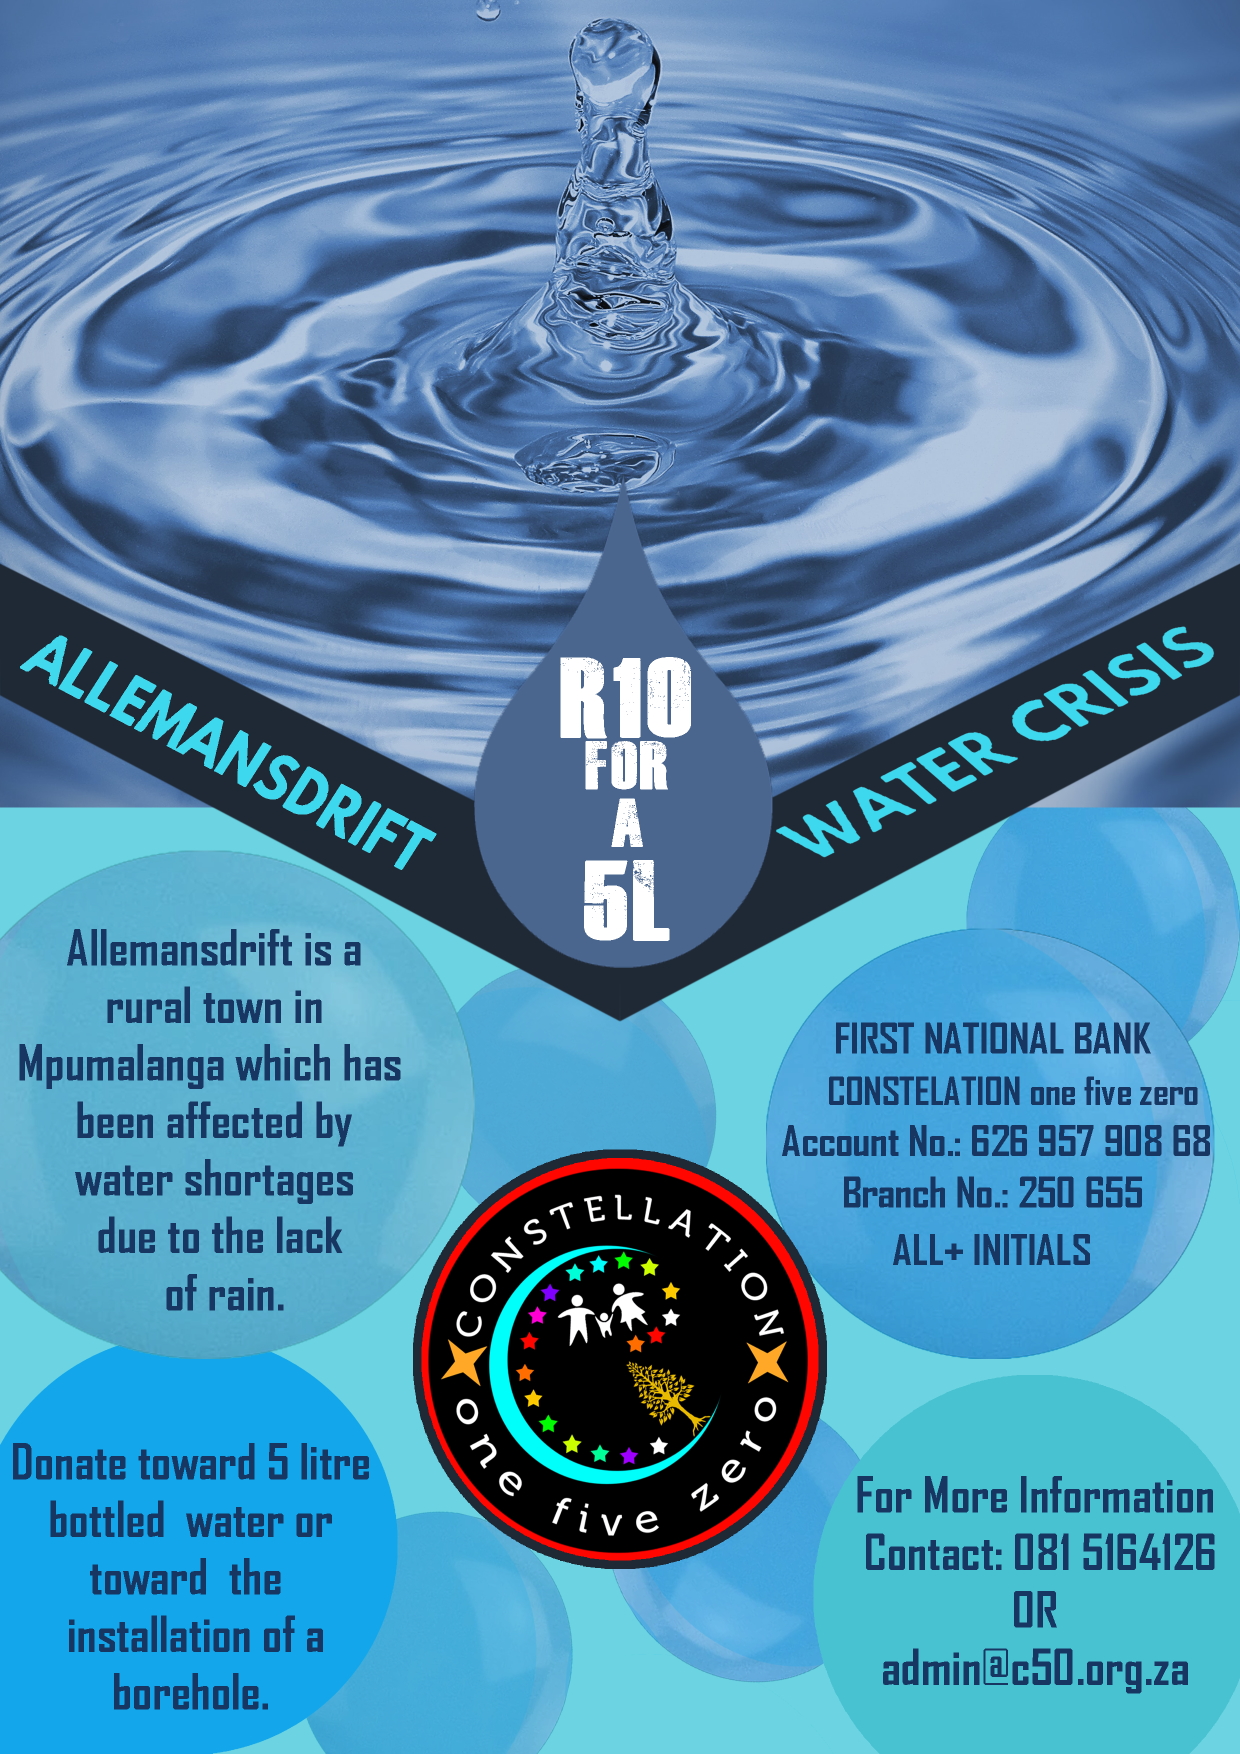 ALLEMANSDRIFT
WATER CRISIS
R10
FOR
A
5L
Allemansdrift is a
rural town in
Mpumalanga which has
been affected by
water shortages
due to the lack
of rain.
FIRST NATIONAL BANK
CONSTELATION one five zero
Account No.: 626 957 908 68
Branch No.: 250 655
ALL+ INITIALS
CONSTELLATION
one five zero
Donate toward 5 litre
bottled water or
toward the
installation of a
borehole.
For More Information
Contact: 081 5164126
OR
admin@c50.org.za